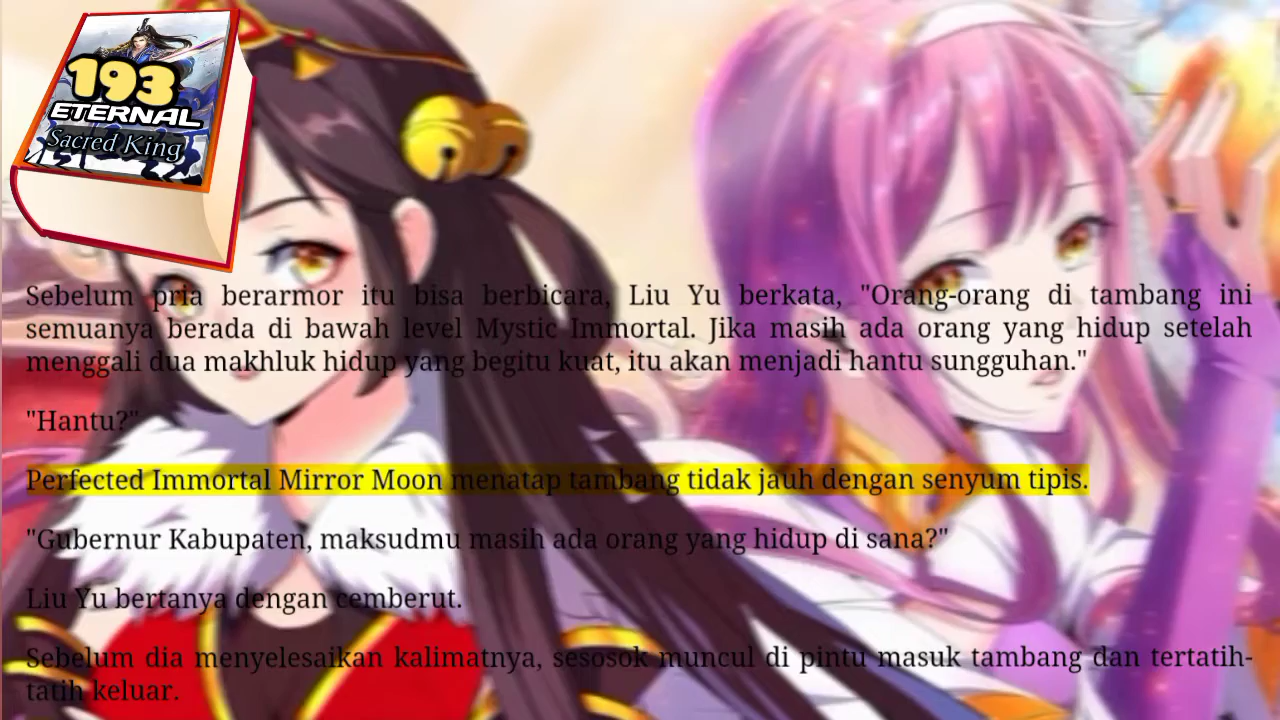 193
ETERNAL
Sacred King
Sebelum pria berarmor itu bisa berbicara, Liu Yu berkata, "Orang-orang di tambang ini
semuanya berada di bawah level Mystic Immortal. Jika masih ada orang yang hidup setelah
menggali dua makhluk hidup yang begitu kuat, itu akan menjadi hantu sungguhan."
"Hantu?"
Perfected Immortal Mirror Moon menatap tambang tidak jauh dengan senyum tipis.
"Gubernur Kabupaten, maksudmu masih ada orang yang hidup di sana?"
Liu Yu bertanya dengan cemberut.
Sebelum dia menyelesaikan kalimatnya, sesosok muncul di pintu masuk tambang dan tertatih-
tatih keluar.